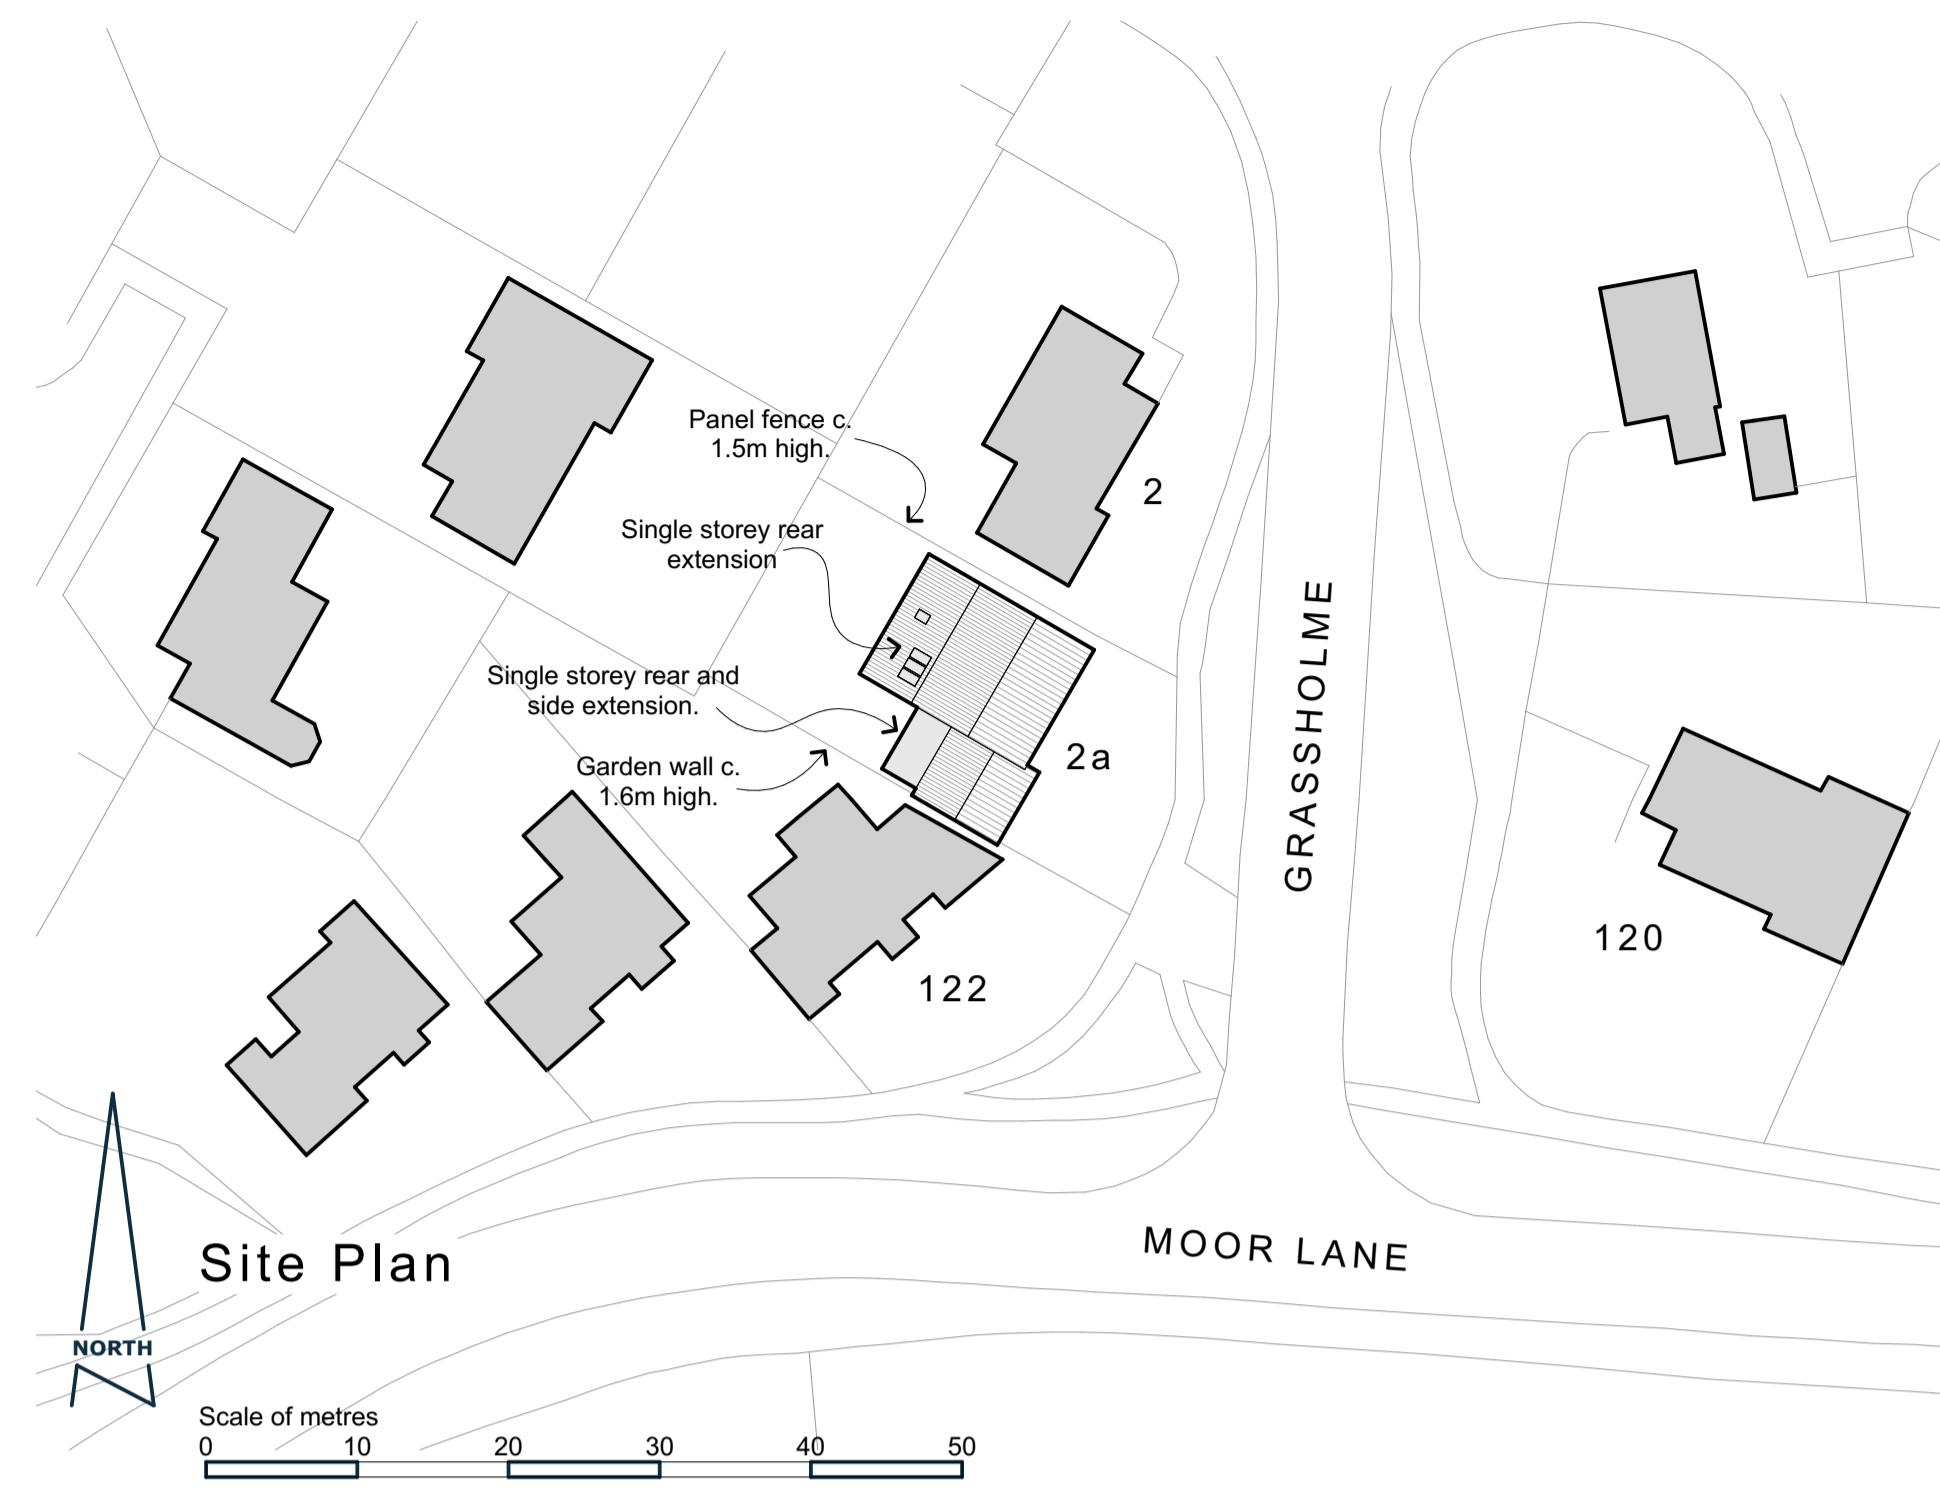 Panel fence c.
1.5m high.
2
Single storey rear
extension
GRASSHOLME
Single storey rear and
side extension.
2a
Garden wall c.
1.6m high.
120
122
MOOR LANE
Site Plan
NORTH
Scale of metres
0 10 20 30 40 50